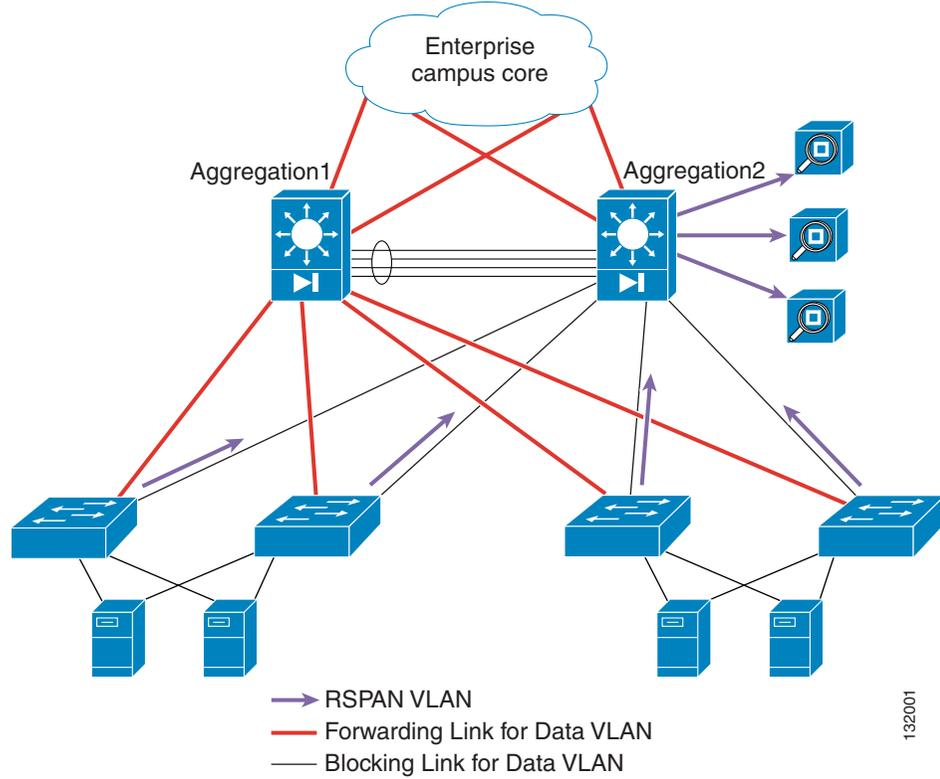 Enterprise
campus core
Aggregation1
Aggregation2
RSPAN VLAN
Forwarding Link for Data VLAN
Blocking Link for Data VLAN
132001